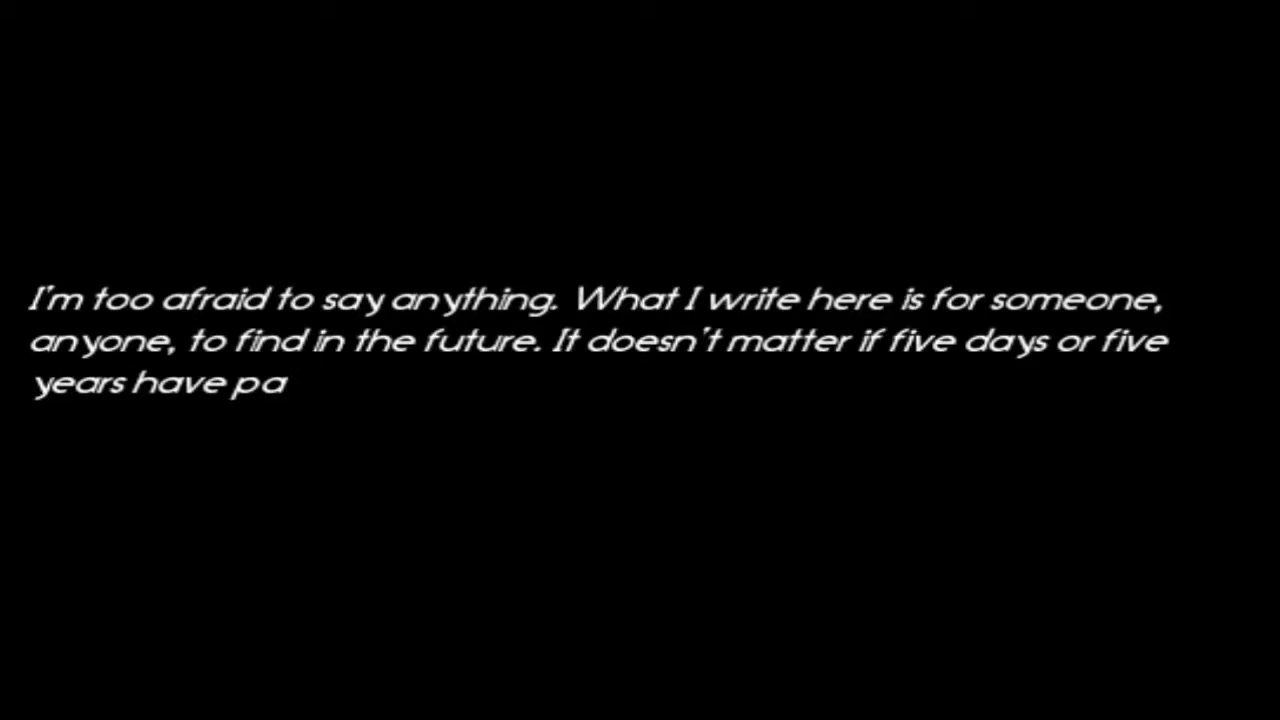 I'm too afraid to say anything. What I write here is for someone,
anyone, to find in the future. It doesn't matter if five days or five
years have pa